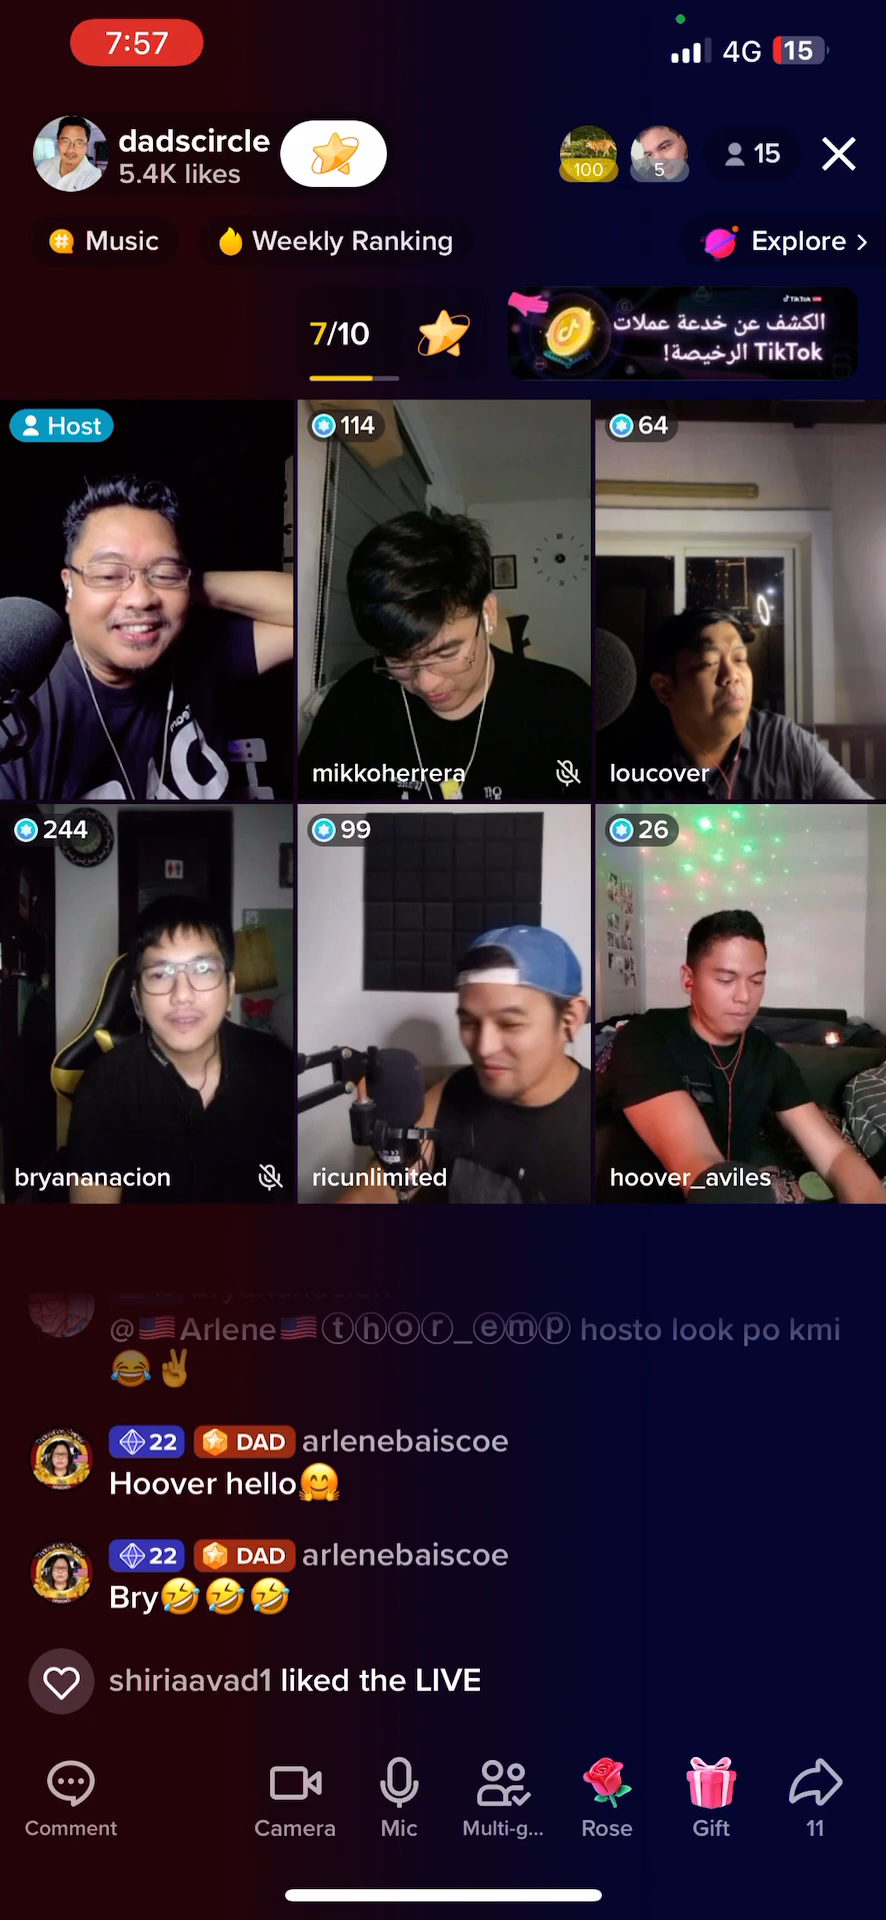 7:57
4G 15
dadscircle
5.4K likes
100
5
15
Music
Weekly Ranking
Explore >
7/10
TikTok
الكشف عن خدعة عملات
TikTok الرخيصة!
Host
114
64
mikkoherrera
loucover
244
99
26
bryananacion
ricunlimited
hoover_aviles
@🇺🇸Arlene🇺🇸ⓣⓗⓞⓡ_ⓔⓜⓟ hosto look po kmi
😂✌
22 DAD arlenebaiscoe
Hoover hello🤗
22 DAD arlenebaiscoe
Bry🤣🤣🤣
shiriaavad1 liked the LIVE
Comment
Camera
Mic
Multi-g...
Rose
Gift
11